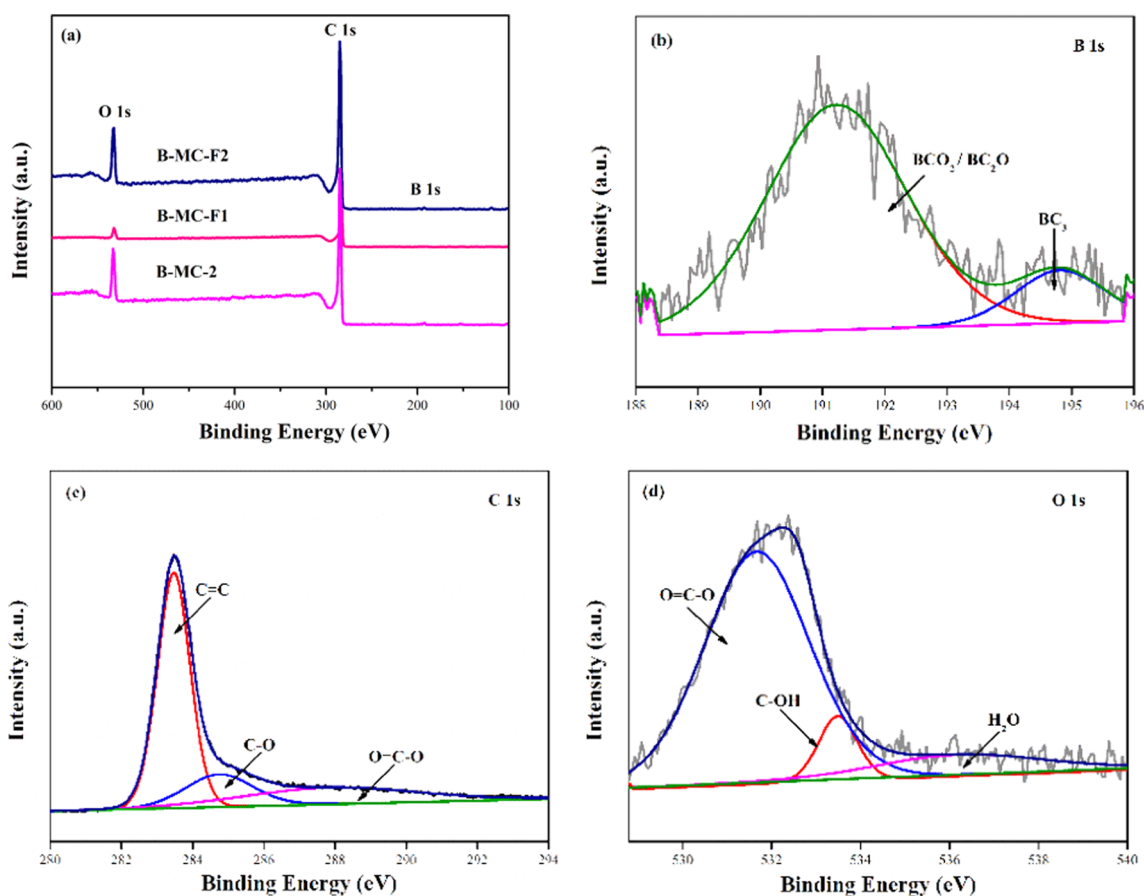 (a)
C 1s
O 1s
B-MC-F2
B 1s
B-MC-F1
B-MC-2
Intensity (a.u.)
600 500 400 300 200 100
Binding Energy (eV)
(b)
B 1s
BCO₂ / BC₂O
BC₃
Intensity (a.u.)
188 189 190 191 192 193 194 195 196
Binding Energy (eV)
(c)
C 1s
C=C
C-O
O=C-O
Intensity (a.u.)
280 282 284 286 288 290 292 294
Binding Energy (eV)
(d)
O 1s
O=C-O
C-OH
H₂O
Intensity (a.u.)
530 532 534 536 538 540
Binding Energy (eV)